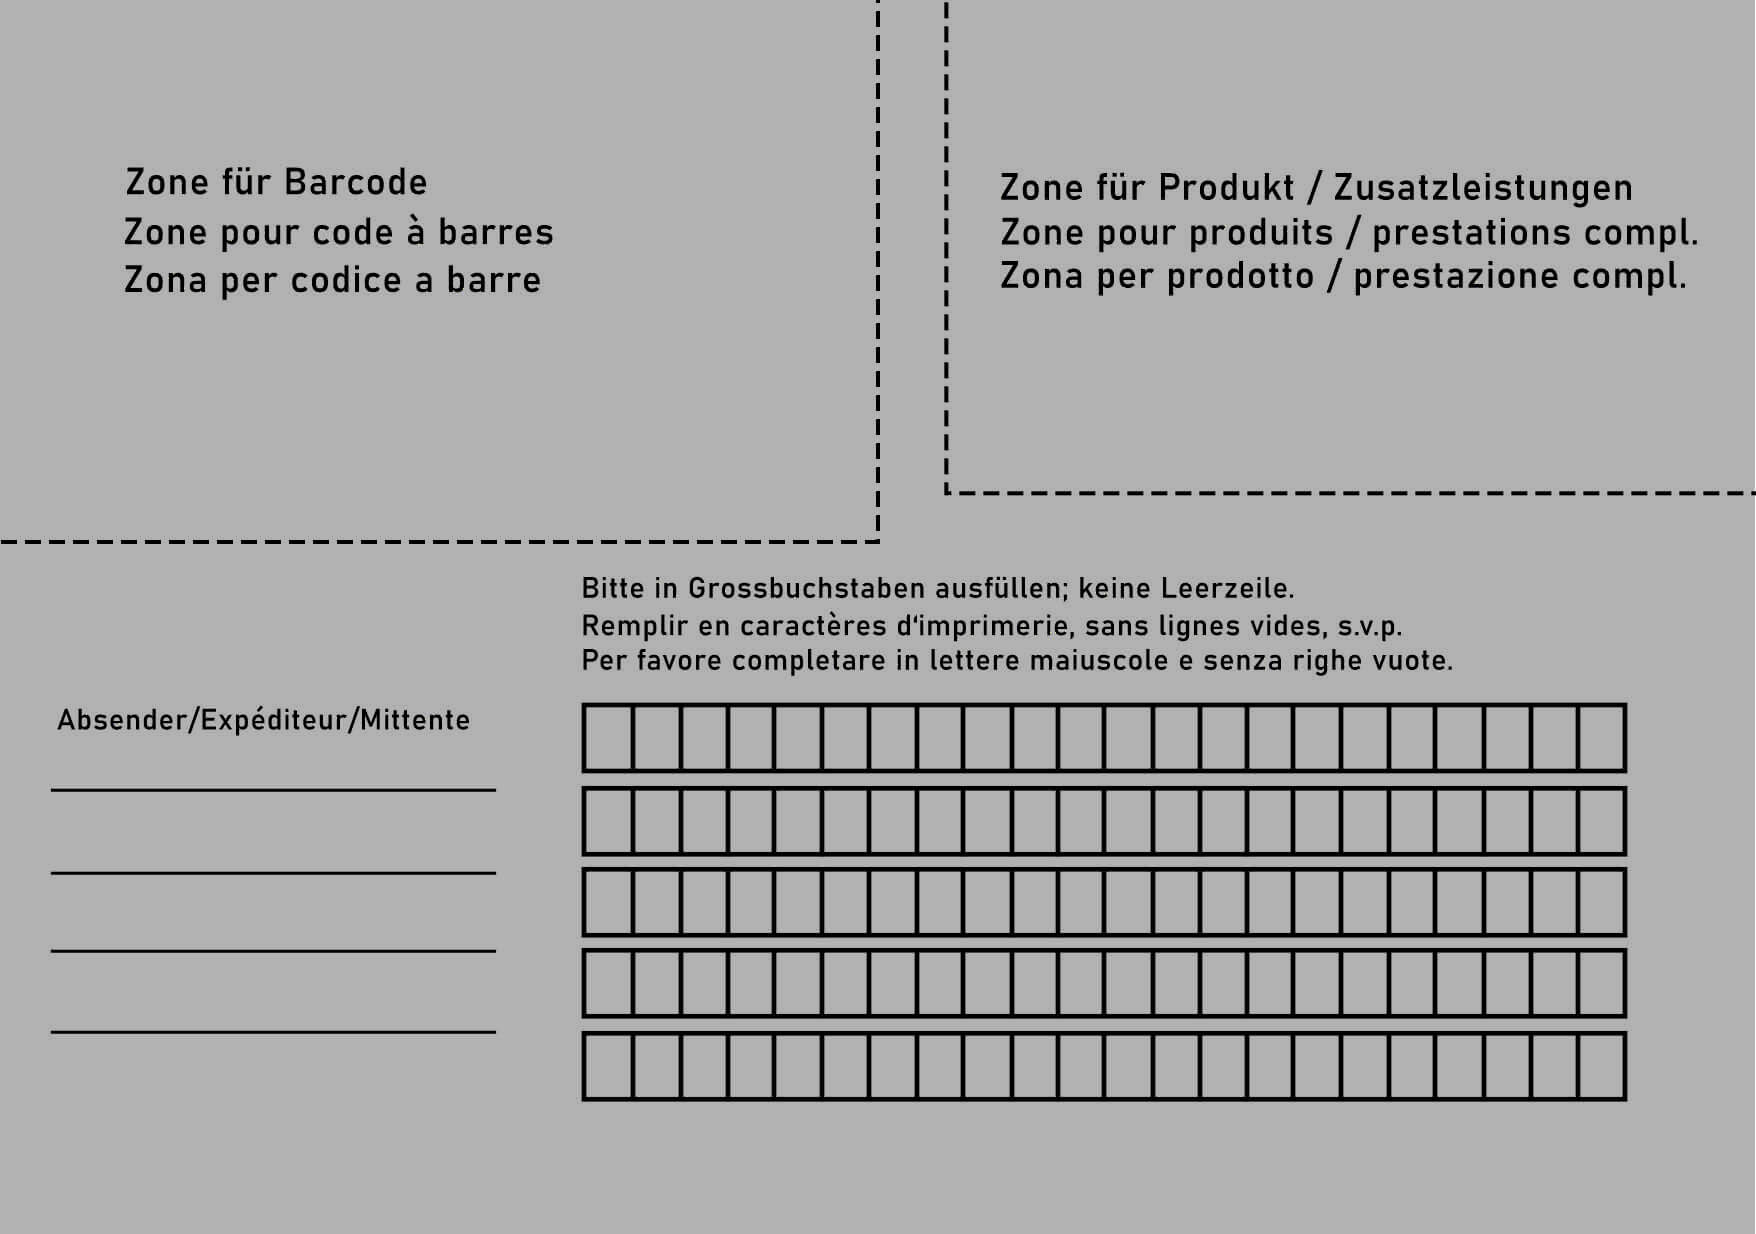 Zone für Barcode
Zone pour code à barres
Zona per codice a barre
Zone für Produkt / Zusatzleistungen
Zone pour produits / prestations compl.
Zona per prodotto / prestazione compl.
Bitte in Grossbuchstaben ausfüllen; keine Leerzeile.
Remplir en caractères d‘imprimerie, sans lignes vides, s.v.p.
Per favore completare in lettere maiuscole e senza righe vuote.
Absender/Expéditeur/Mittente